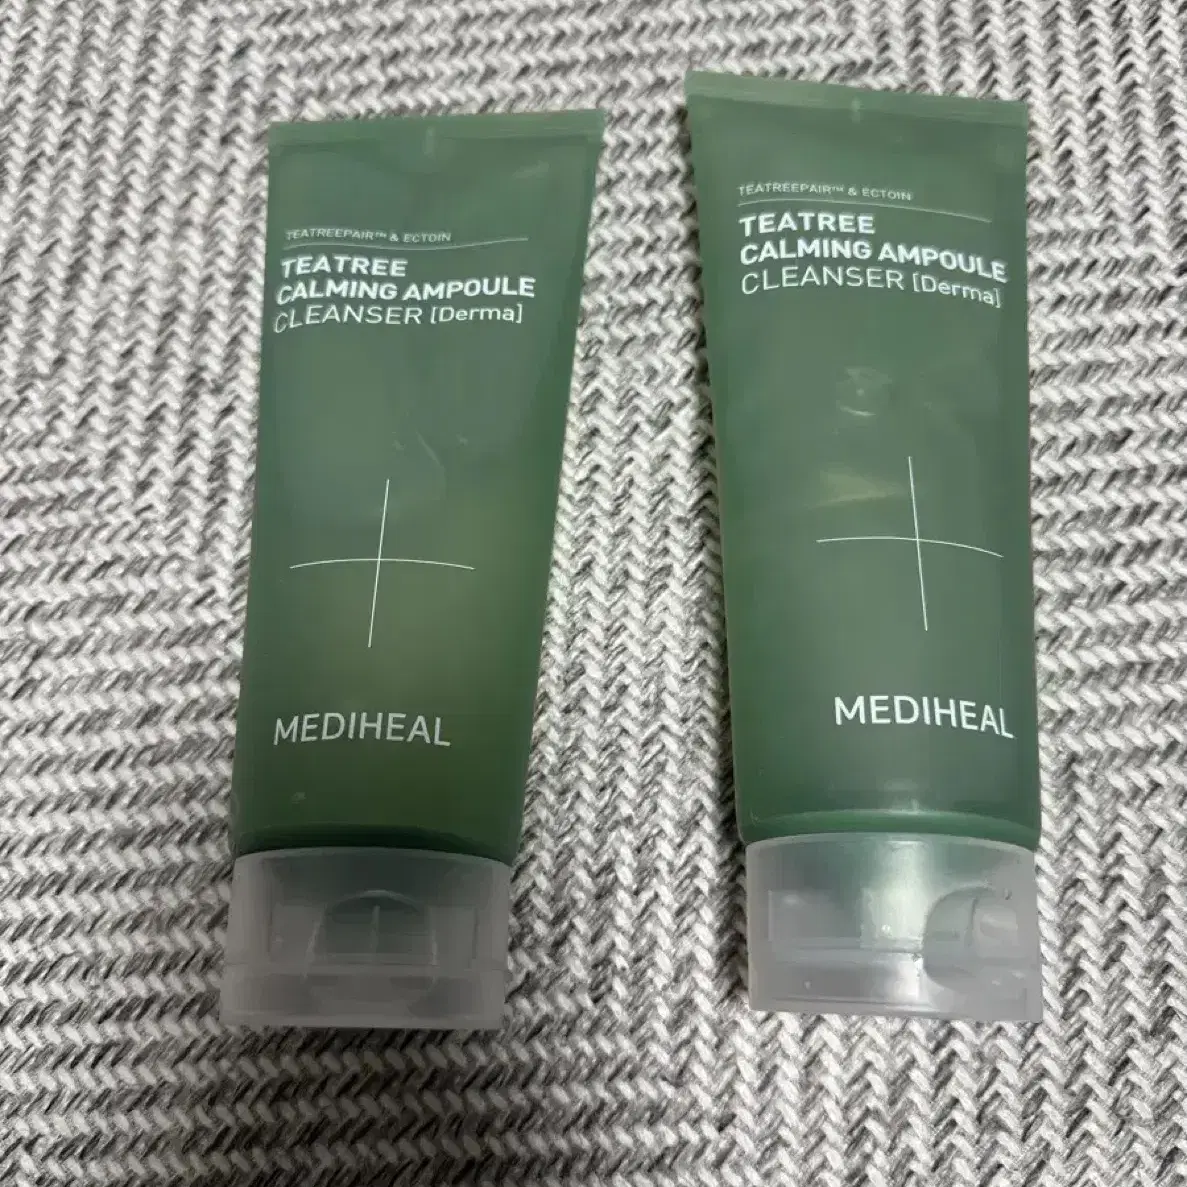 TEATREEPAIR™ & ECTOIN
TEATREE
CALMING AMPOULE
CLEANSER [Derma]
MEDIHEAL
TEATREEPAIR™ & ECTOIN
TEATREE
CALMING AMPOULE
CLEANSER [Derma]
MEDIHEAL